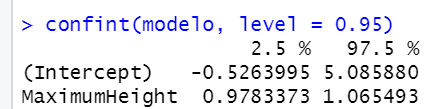 > confint(modelo, level = 0.95)
                  2.5 %   97.5 %
(Intercept)   -0.5263995 5.085880
MaximumHeight  0.9783373 1.065493